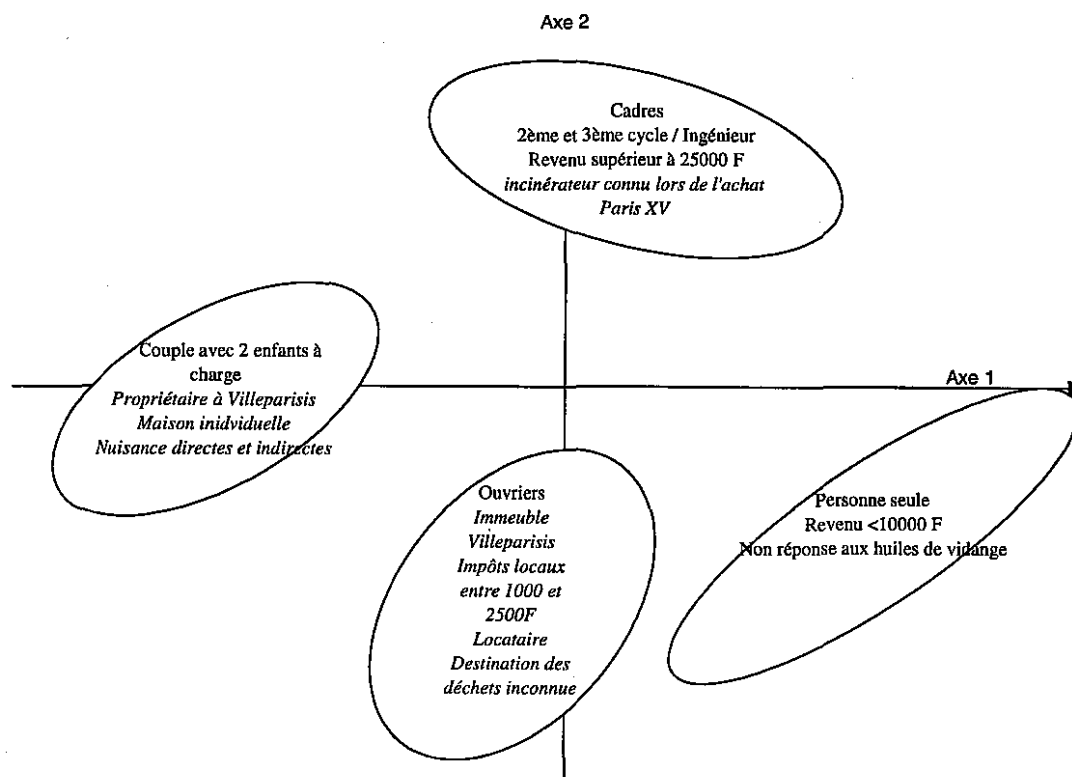 Axe 2
Cadres
2ème et 3ème cycle / Ingénieur
Revenu supérieur à 25000 F
incinérateur connu lors de l'achat
Paris XV
Couple avec 2 enfants à
charge
Propriétaire à Villeparisis
Maison inidviduelle
Nuisance directes et indirectes
Axe 1
Ouvriers
Immeuble
Villeparisis
Impôts locaux
entre 1000 et
2500F
Locataire
Destination des
déchets inconnue
Personne seule
Revenu <10000 F
Non réponse aux huiles de vidange